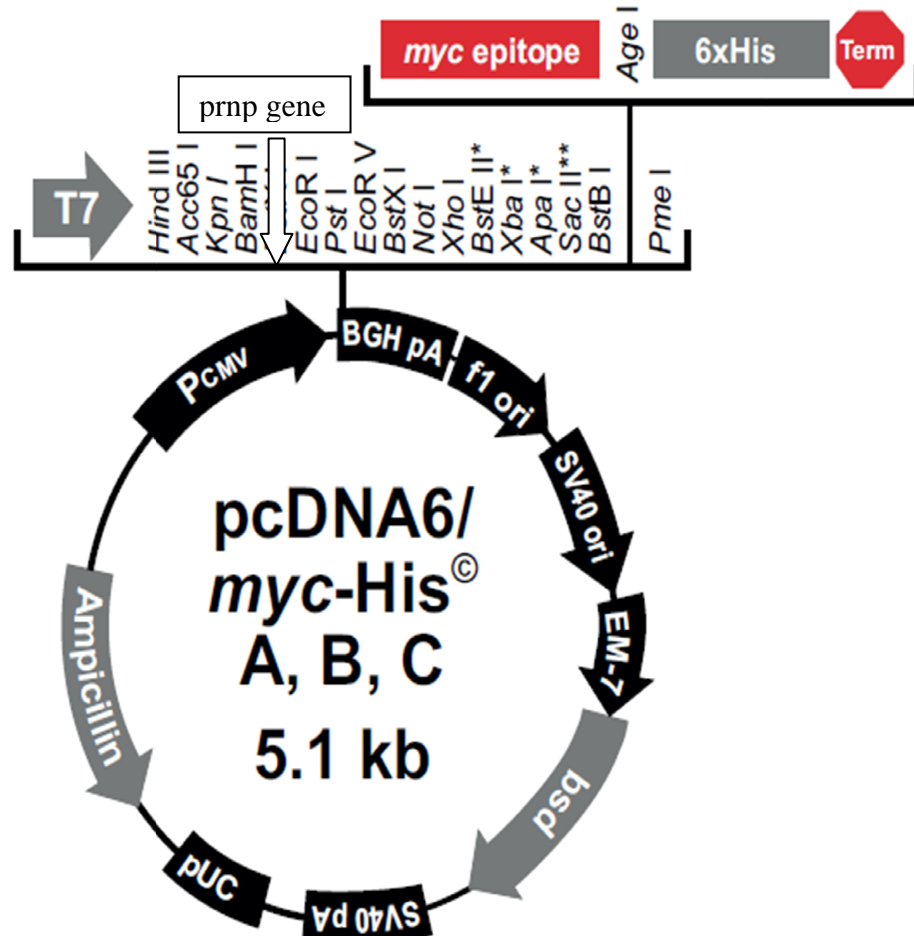 myc epitope
Age I
6xHis
Term
prnp gene
T7
Hind III
Acc65 I
Kpn I
BamH I
EcoR I
Pst I
EcoR V
BstX I
Not I
Xho I
BstE II*
Xba I*
Apa I*
Sac II**
BstB I
Pme I
PCMV
BGH pA
f1 ori
SV40 ori
EM-7
bsd
SV40 pA
pUC
Ampicillin
pcDNA6/
myc-His©
A, B, C
5.1 kb